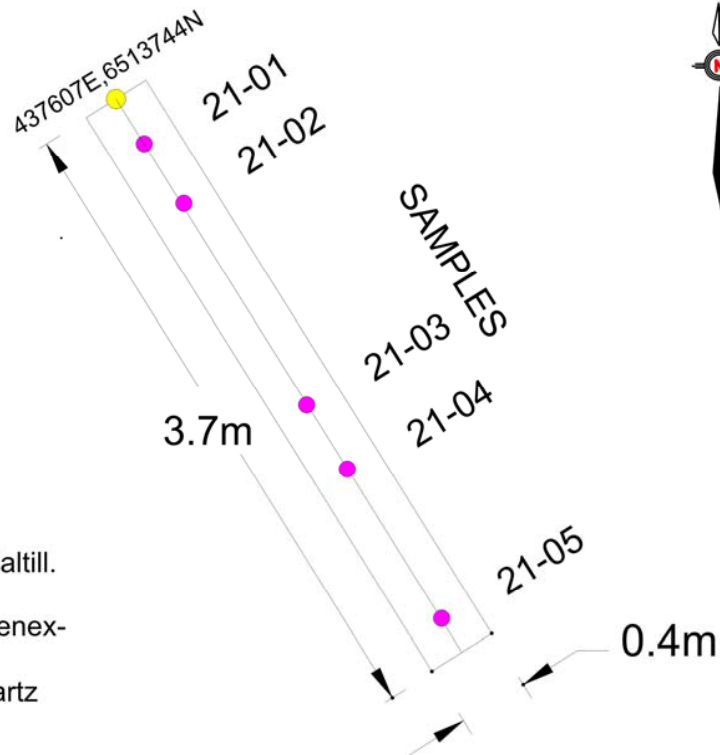 437607E,6513744N
21-01
21-02
SAMPLES
21-03
21-04
3.7m
21-05
altill.
enex-
0.4m
artz